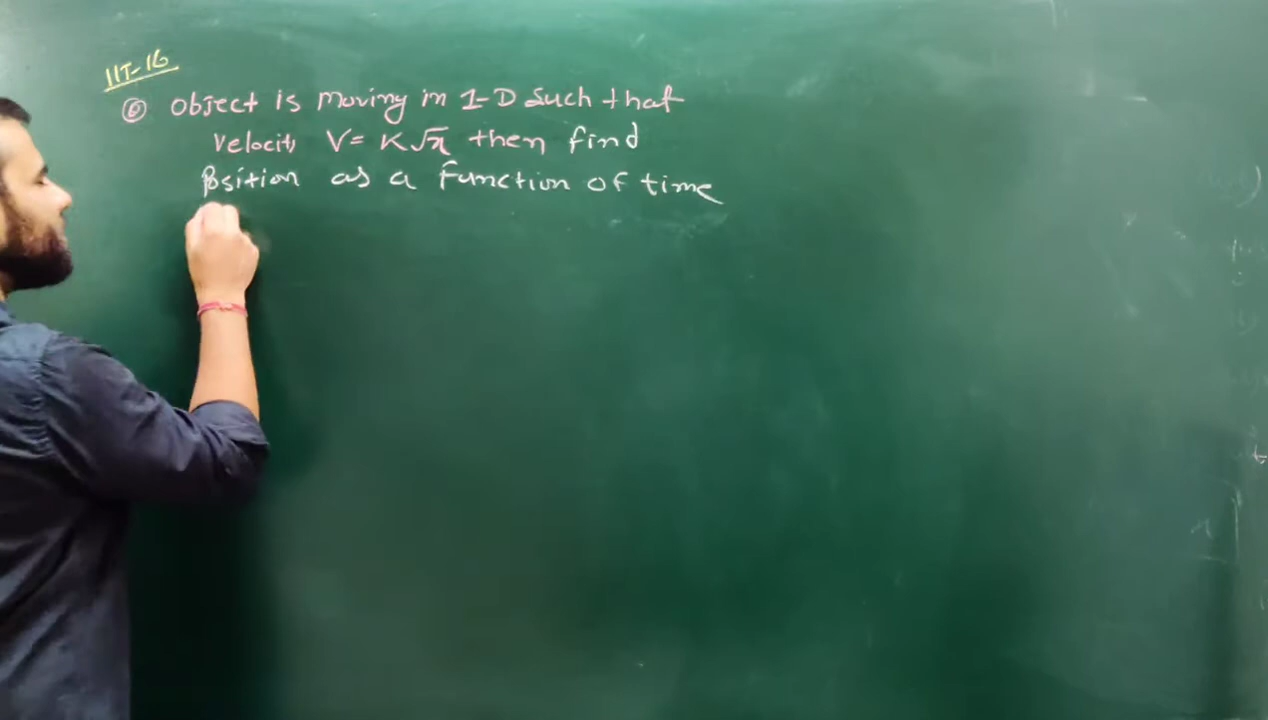 IIT-16
⑥ object is moving in 1-D such that
velocity V= K√x then find
Position as a function of time